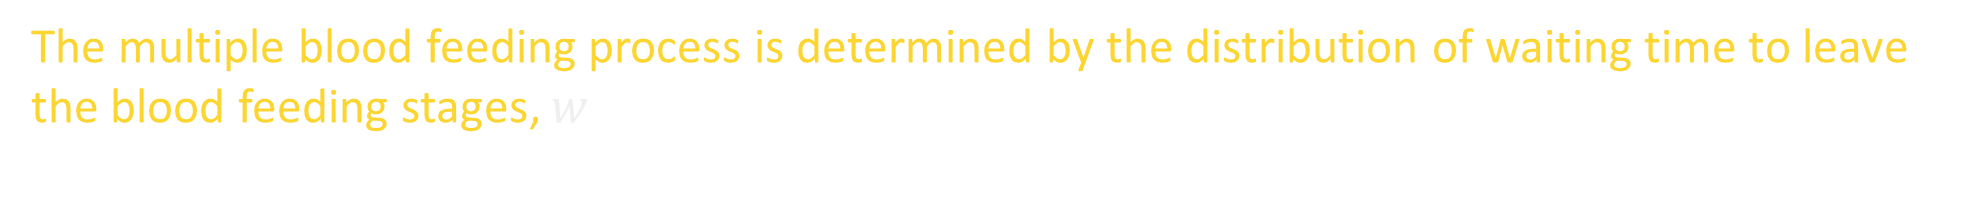 The multiple blood feeding process is determined by the distribution of waiting time to leave
the blood feeding stages, w